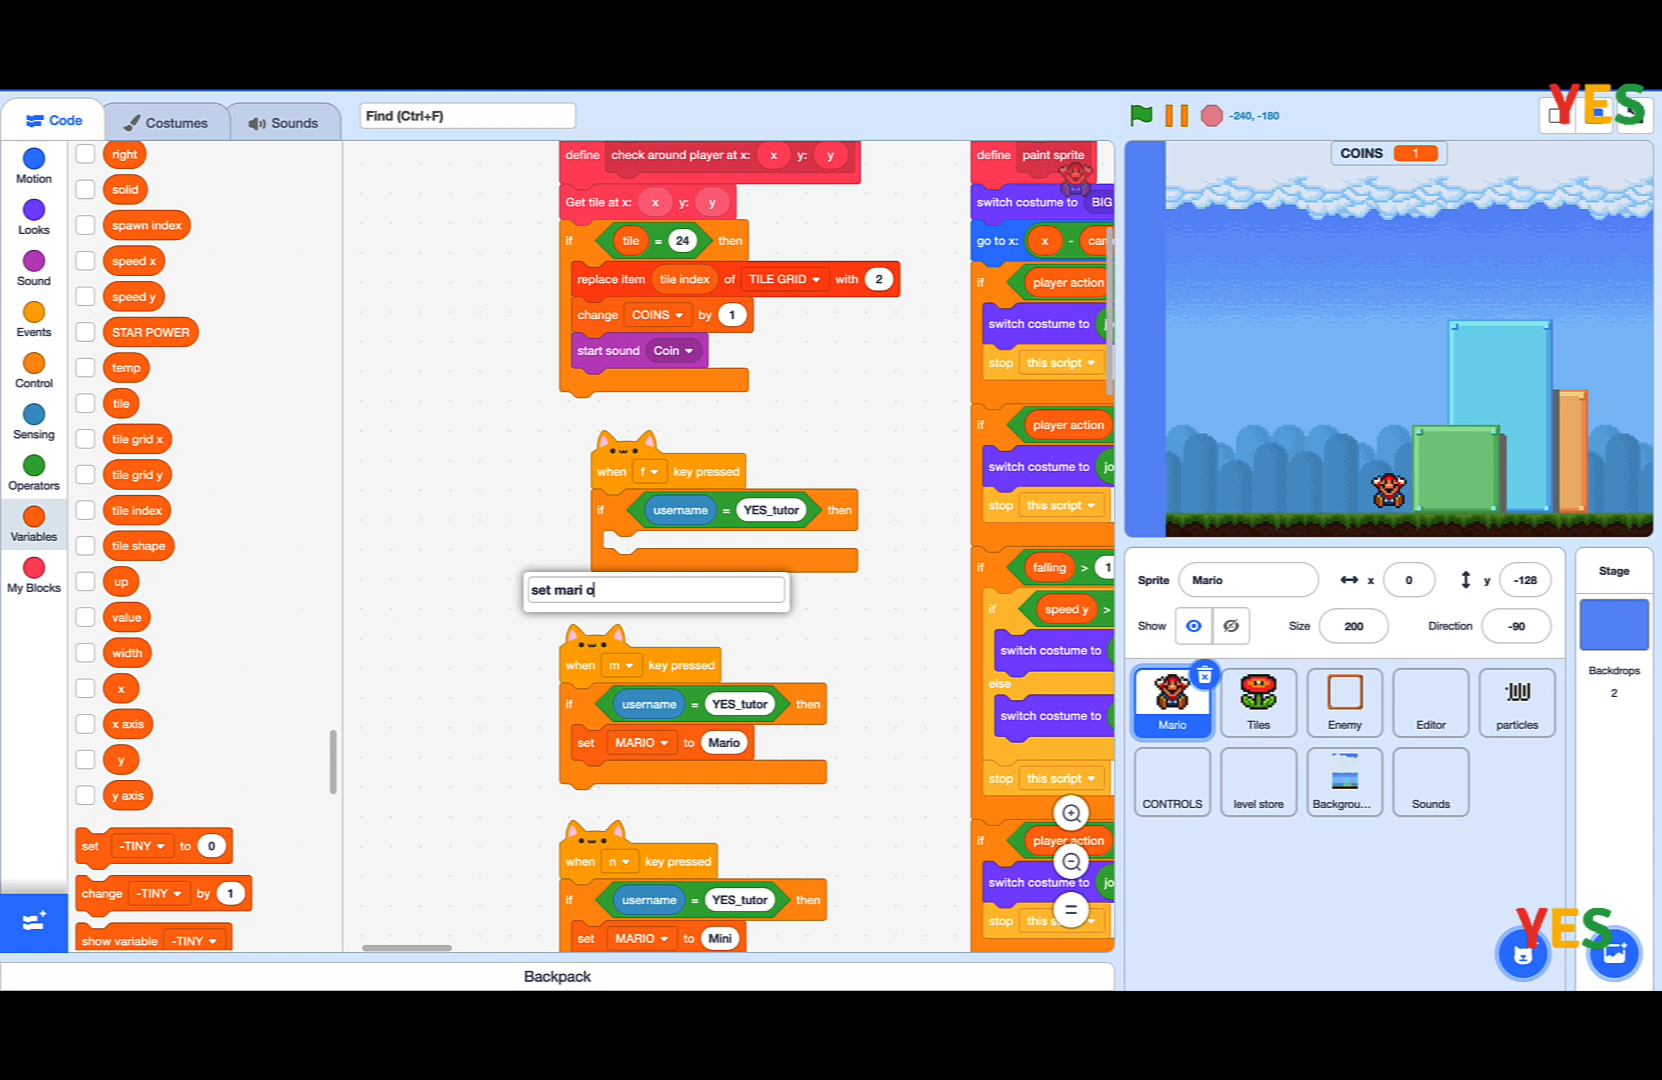 YES
Code
Costumes
Sounds
Find (Ctrl+F)
-240, -180
Motion
Looks
Sound
Events
Control
Sensing
Operators
Variables
My Blocks
right
solid
spawn index
speed x
speed y
STAR POWER
temp
tile
tile grid x
tile grid y
tile index
tile shape
up
value
width
x
x axis
y
y axis
set -TINY to 0
change -TINY by 1
show variable -TINY
define check around player at x: x y: y
Get tile at x: x y: y
if tile = 24 then
replace item tile index of TILE GRID with 2
change COINS by 1
start sound Coin
when f key pressed
if username = YES_tutor then
set mari o
when m key pressed
if username = YES_tutor then
set MARIO to Mario
when n key pressed
if username = YES_tutor then
set MARIO to Mini
define paint sprite
switch costume to BIG
go to x: x -
if player action
switch costume to
stop this script
if player action
switch costume to
stop this script
if falling > 1
if speed y >
switch costume to
else
switch costume to
stop this script
if player action
switch costume to
stop
Backpack
COINS 1
Sprite Mario x 0 y -128
Show Size 200 Direction -90
Mario
Tiles
Enemy
Editor
particles
CONTROLS
level store
Backgrou...
Sounds
Stage
Backdrops
2
YES